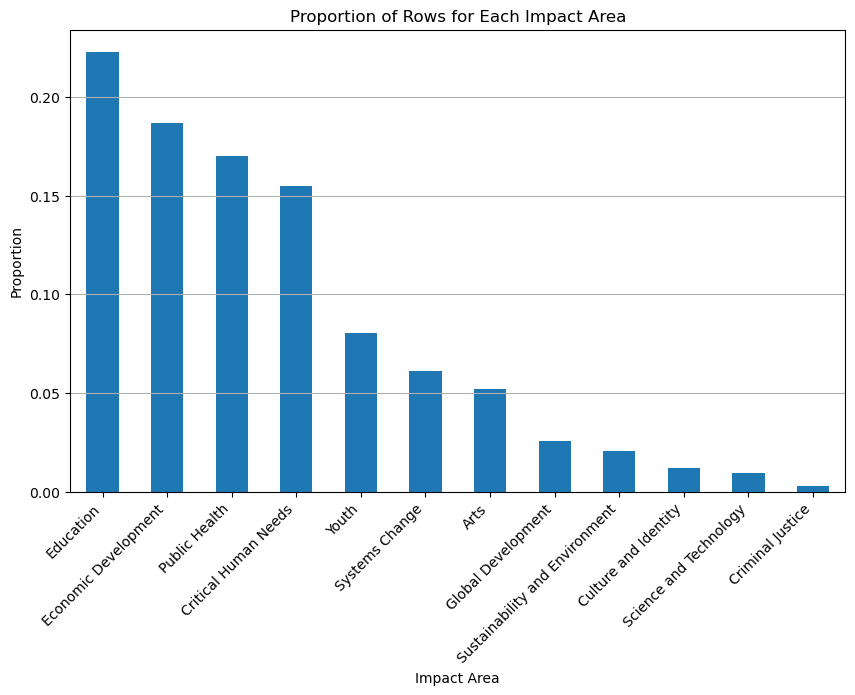 Proportion of Rows for Each Impact Area
Proportion
0.20
0.15
0.10
0.05
0.00
Education
Economic Development
Public Health
Critical Human Needs
Youth
Systems Change
Arts
Global Development
Sustainability and Environment
Culture and Identity
Science and Technology
Criminal Justice
Impact Area